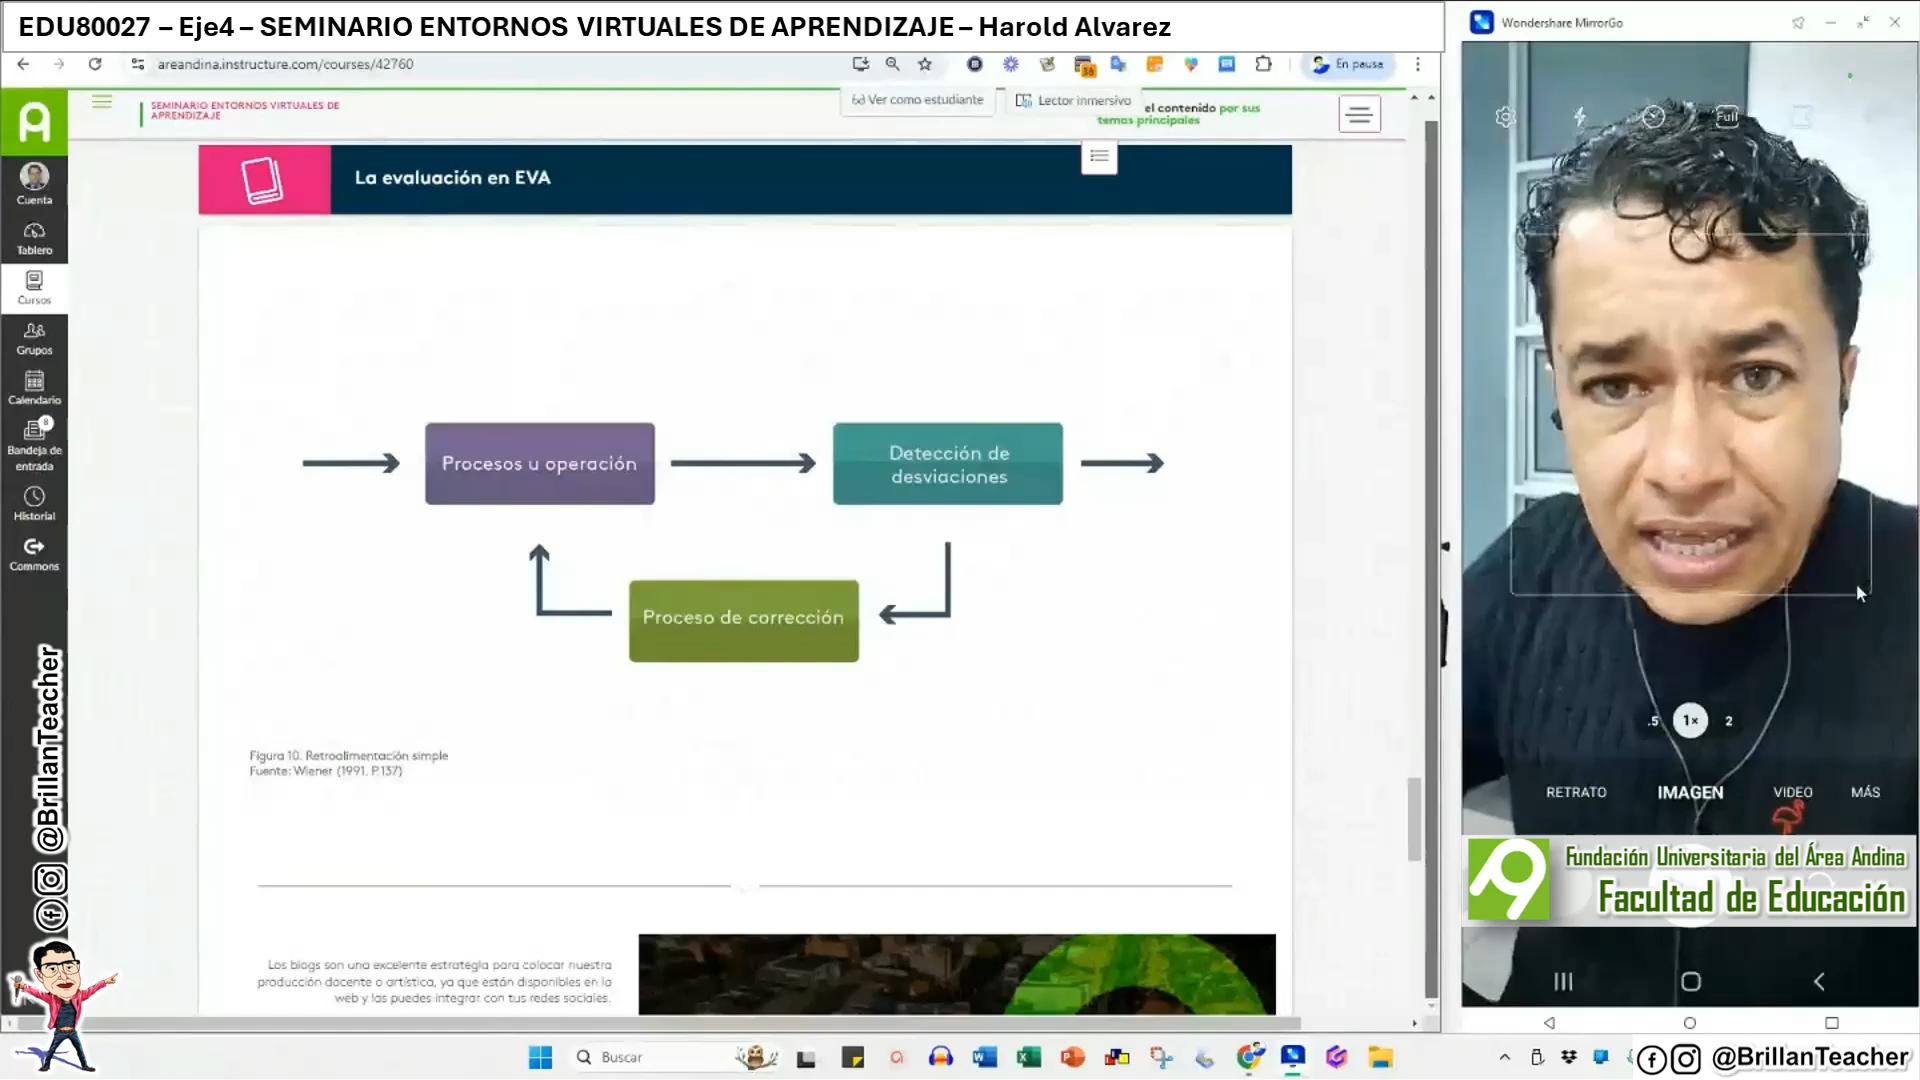 EDU80027 – Eje4 – SEMINARIO ENTORNOS VIRTUALES DE APRENDIZAJE – Harold Alvarez
Wondershare MirrorGo
areandina.instructure.com/courses/42760
En pausa
SEMINARIO ENTORNOS VIRTUALES DE
APRENDIZAJE
Ver como estudiante
Lector inmersivo
el contenido por sus
temas principales
Full
La evaluación en EVA
Cuenta
Tablero
Cursos
Grupos
Calendario
8
Bandeja de
entrada
Historial
Commons
Procesos u operación
Detección de
desviaciones
Proceso de corrección
Figura 10. Retroalimentación simple
Fuente: Wiener (1991. P.137)
Los blogs son una excelente estrategia para colocar nuestra
producción docente o artística, ya que están disponibles en la
web y las puedes integrar con tus redes sociales.
@BrillanTeacher
.5 1× 2
RETRATO IMAGEN VIDEO MÁS
Fundación Universitaria del Área Andina
Facultad de Educación
Buscar
@BrillanTeacher